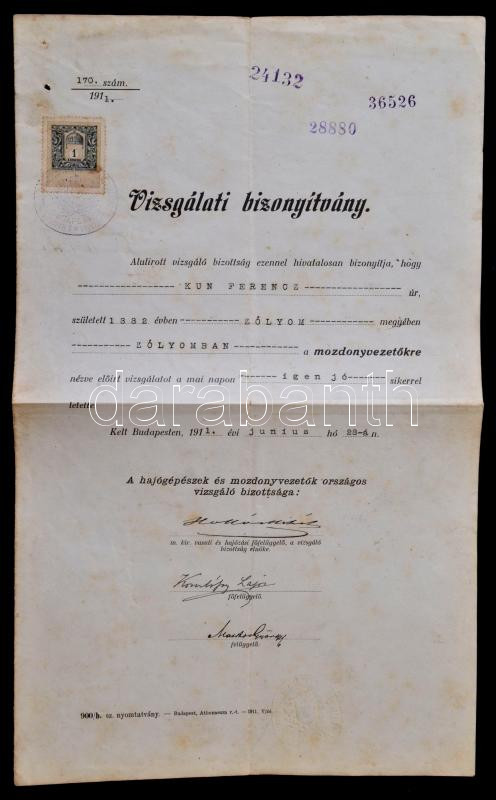 170. szám.
1911.
24132
36526
28880
1
Vizsgálati bizonyítvány.
Alulirott vizsgáló bizottság ezennel hivatalosan bizonyítja, hogy
KUN FERENCZ úr,
született 1882 évben ZÓLYOM megyében
ZÓLYOMBAN a mozdonyvezetőkre
nézve előírt vizsgálatot a mai napon igen jó sikerrel
letette.
darabanth
Kelt Budapesten, 1911. évi junius hó 28-án.
A hajógépészek és mozdonyvezetők országos
vizsgáló bizottsága:
m. kir. vasuti és hajózási főfelügyelő, a vizsgáló
bizottság elnöke.
Lajos
főfelügyelő.
felügyelő.
900/h. sz. nyomtatvány. — Budapest, Athenaeum r.-t. — 1911.